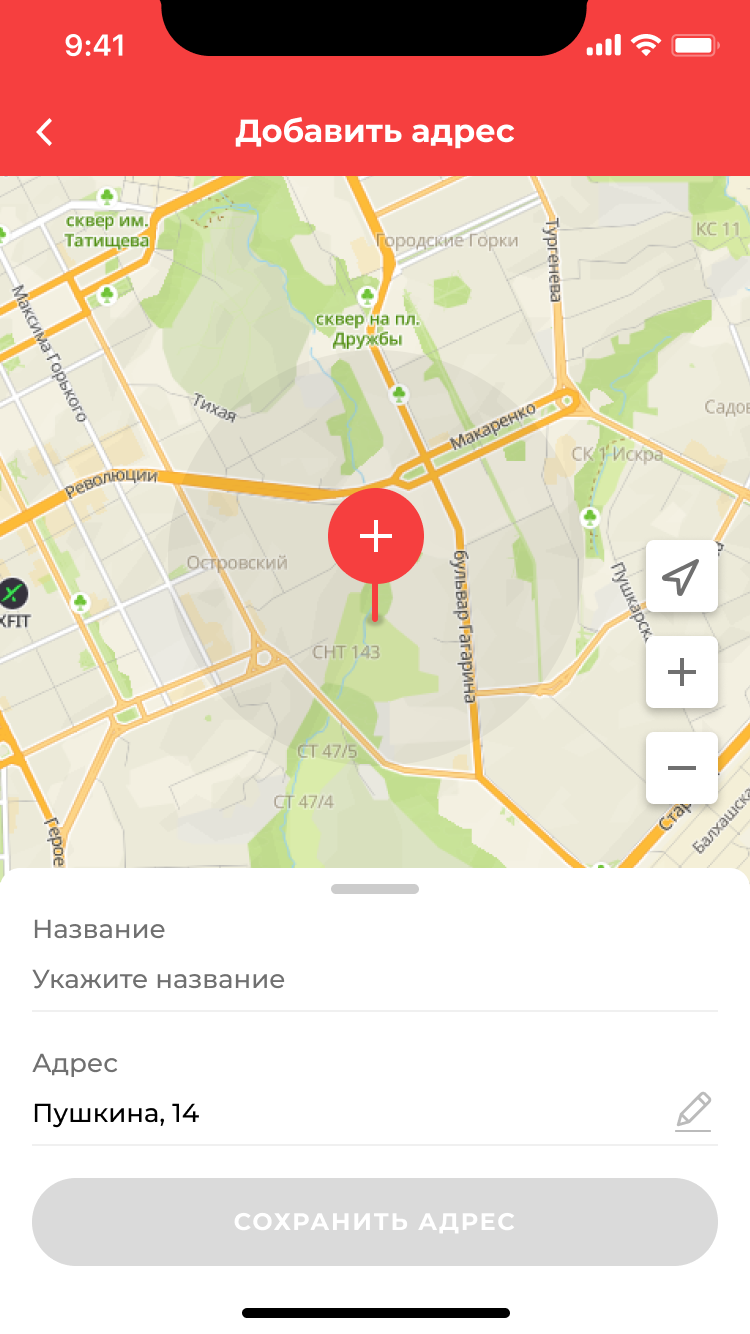 9:41
Добавить адрес
сквер им.
Татищева
Городские Горки
Тургенева
КС 11
Максима Горького
сквер на пл.
Дружбы
Тихая
Макаренко
Садов
СК 1 Искра
Революции
Островский
бульвар Гагарина
Пушкарск
XFIT
СНТ 143
СТ 47/5
СТ 47/4
Герое
Стар
Балхашска
Название
Укажите название
Адрес
Пушкина, 14
СОХРАНИТЬ АДРЕС